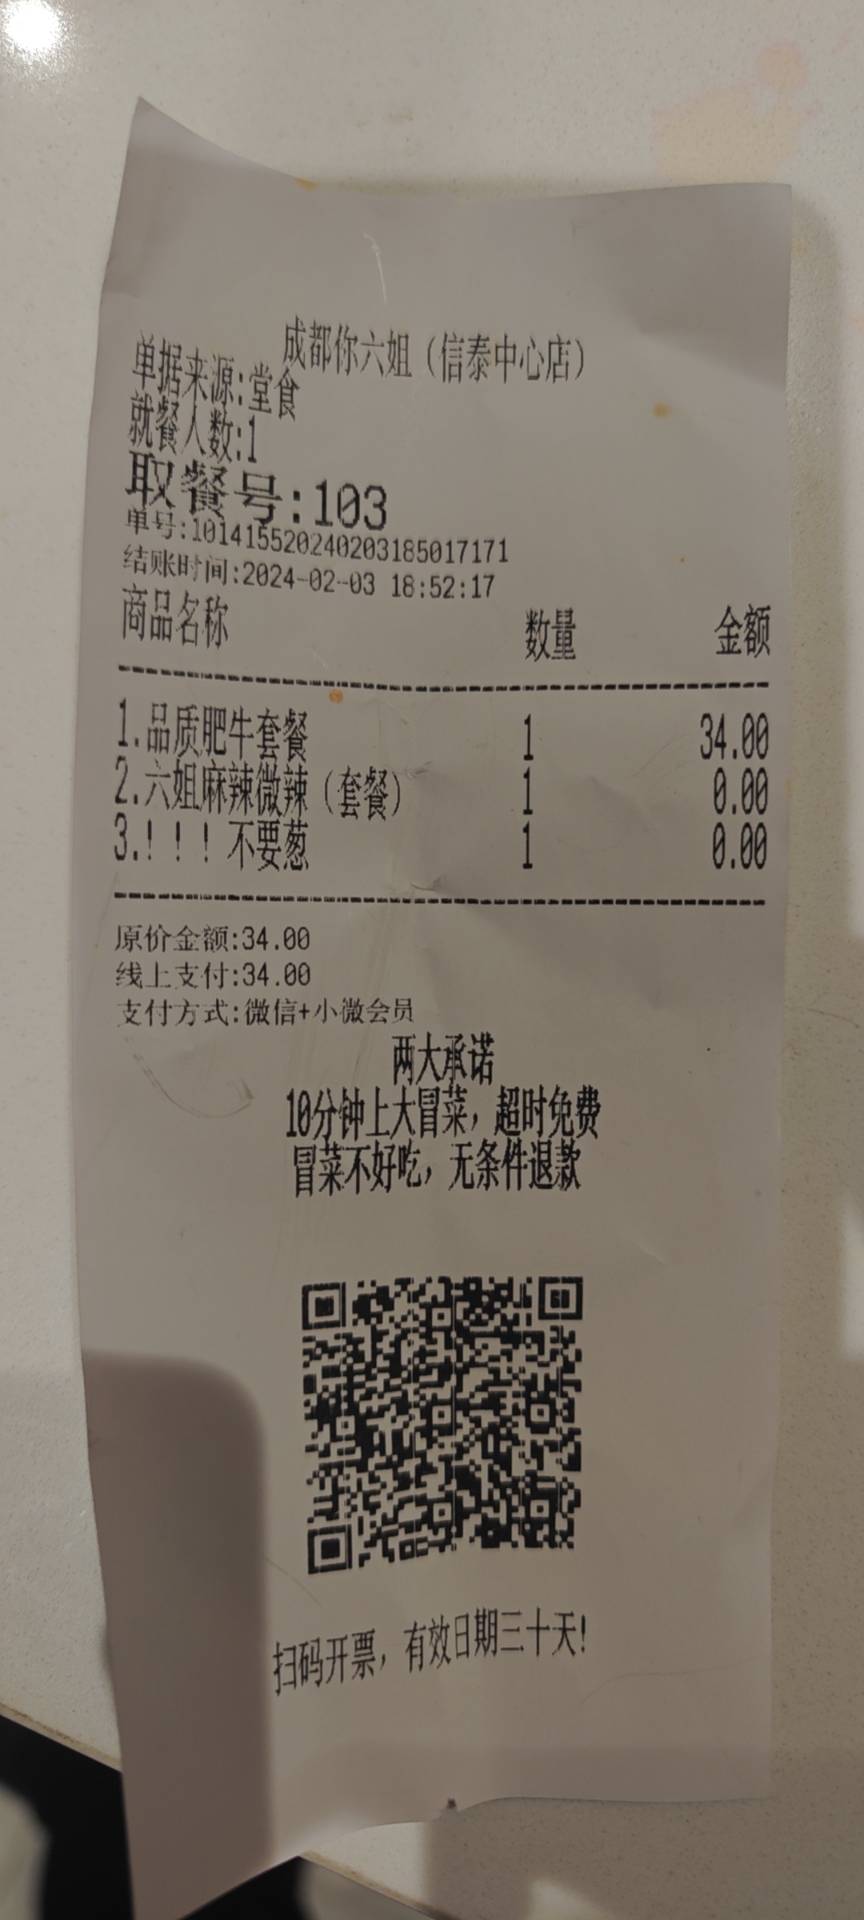 成都你六姐（信泰中心店）
单据来源:堂食
就餐人数:1
取餐号:103
单号:10141552024020318501​7171
结账时间:2024-02-03 18:52:17
商品名称 数量 金额
1.品质肥牛套餐 1 34.00
2.六姐麻辣微辣（套餐） 1 0.00
3.！！！不要葱 1 0.00
原价金额:34.00
线上支付:34.00
支付方式:微信+小微会员
两大承诺
10分钟上大冒菜，超时免费
冒菜不好吃，无条件退款
扫码开票，有效日期三十天!